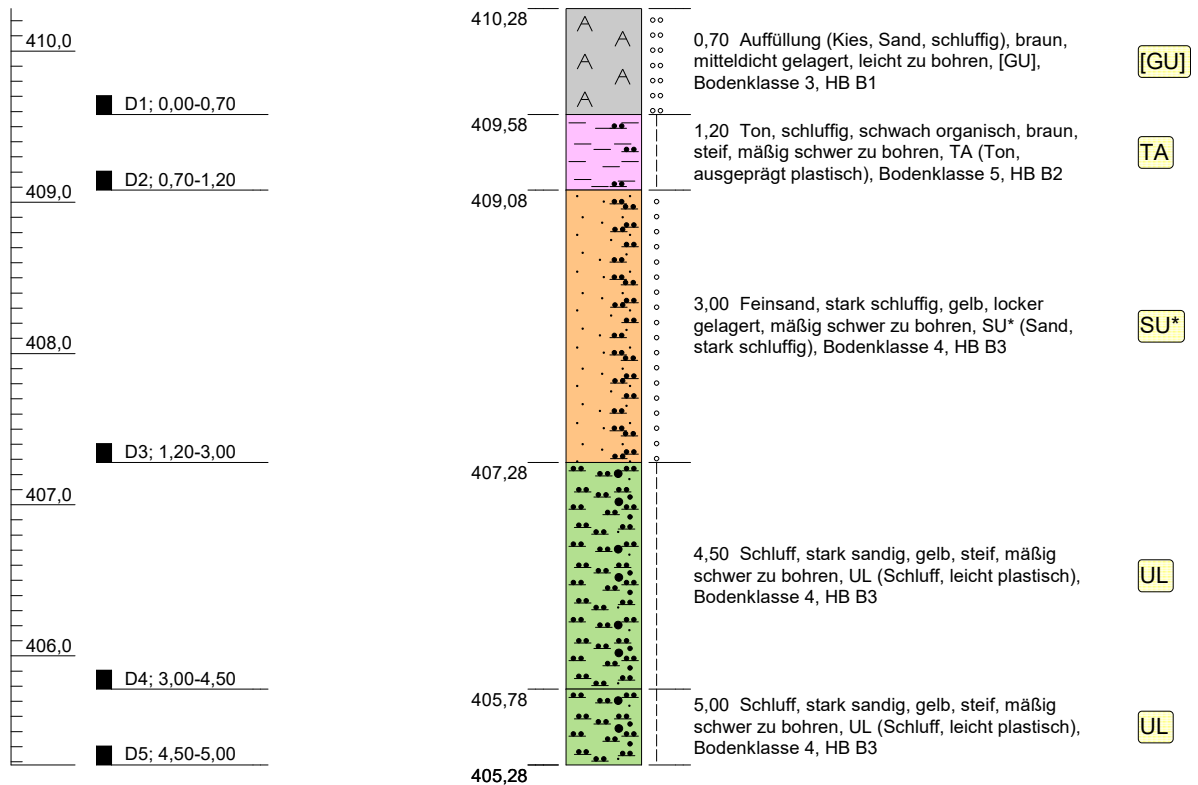 410,28
410,0
0,70 Auffüllung (Kies, Sand, schluffig), braun,
mitteldicht gelagert, leicht zu bohren, [GU],
Bodenklasse 3, HB B1
[GU]
D1; 0,00-0,70
409,58
1,20 Ton, schluffig, schwach organisch, braun,
steif, mäßig schwer zu bohren, TA (Ton,
ausgeprägt plastisch), Bodenklasse 5, HB B2
TA
D2; 0,70-1,20
409,0
409,08
3,00 Feinsand, stark schluffig, gelb, locker
gelagert, mäßig schwer zu bohren, SU* (Sand,
stark schluffig), Bodenklasse 4, HB B3
SU*
408,0
D3; 1,20-3,00
407,28
407,0
4,50 Schluff, stark sandig, gelb, steif, mäßig
schwer zu bohren, UL (Schluff, leicht plastisch),
Bodenklasse 4, HB B3
UL
406,0
D4; 3,00-4,50
405,78
5,00 Schluff, stark sandig, gelb, steif, mäßig
schwer zu bohren, UL (Schluff, leicht plastisch),
Bodenklasse 4, HB B3
UL
D5; 4,50-5,00
405,28